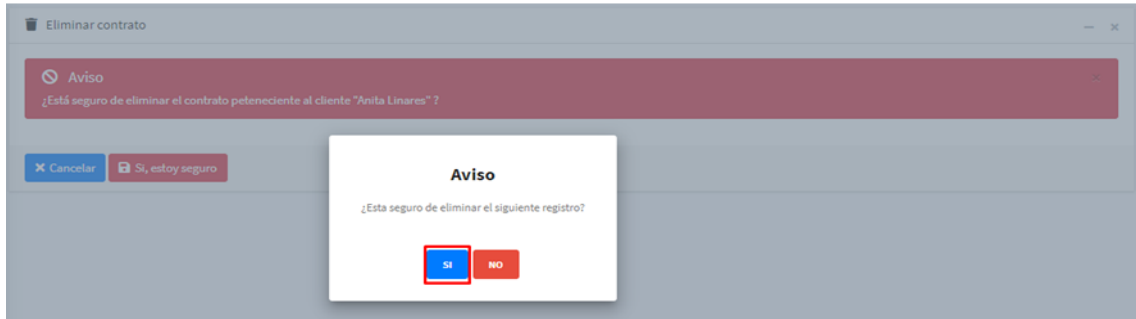 Eliminar contrato
Aviso
¿Está seguro de eliminar el contrato peteneciente al cliente "Anita Linares" ?
Cancelar Si, estoy seguro
Aviso
¿Esta seguro de eliminar el siguiente registro?
SI NO